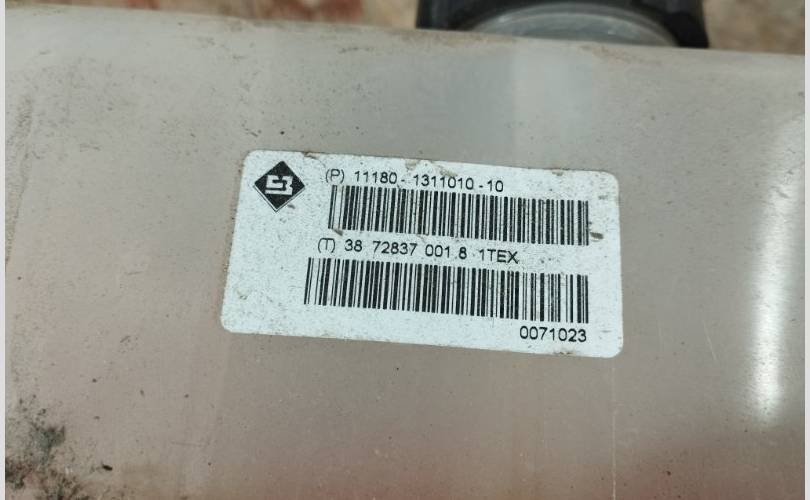 (P) 11180-1311010-10
(T) 38 72837 001 8 1TEX
0071023